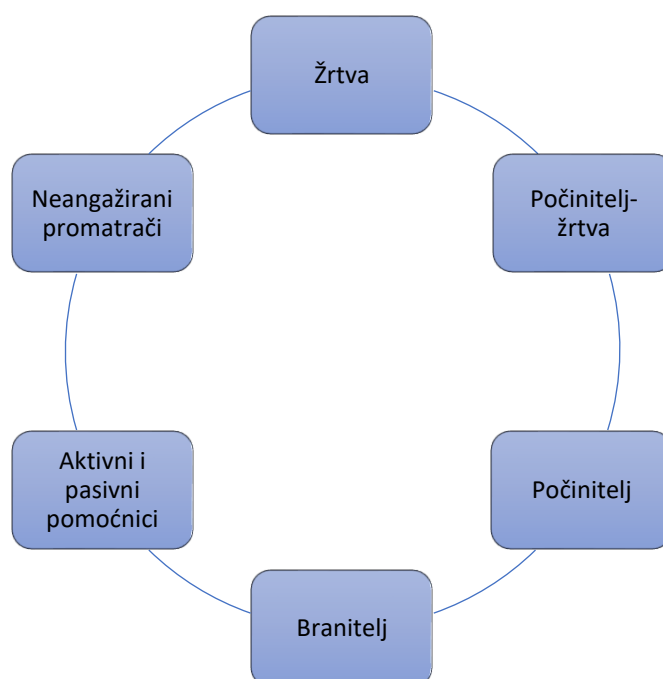 Žrtva
Počinitelj-
žrtva
Počinitelj
Branitelj
Aktivni i
pasivni
pomoćnici
Neangažirani
promatrači